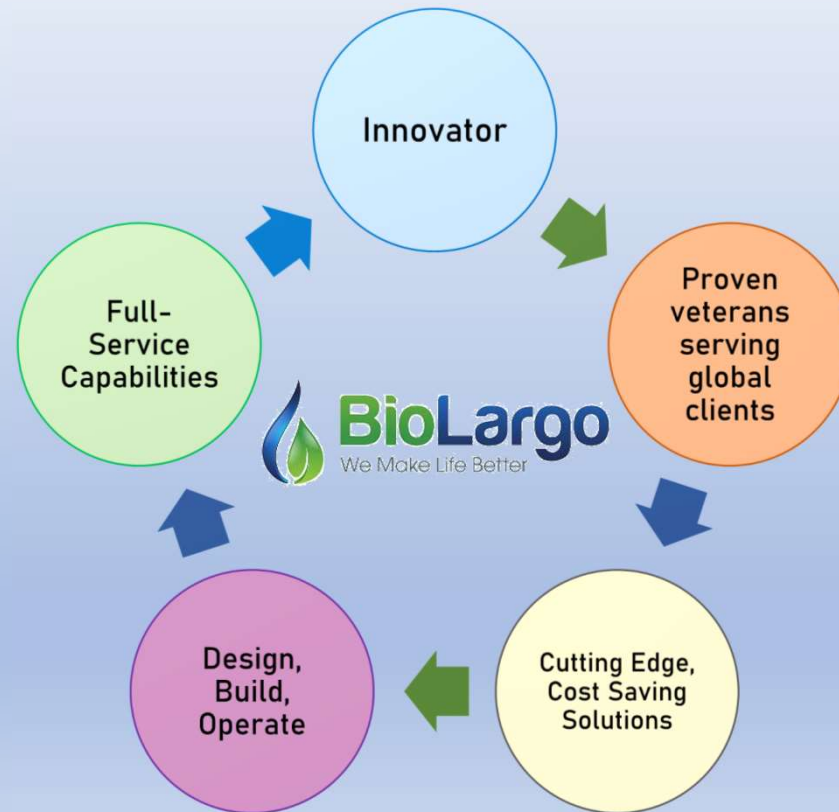 Innovator
Proven
veterans
serving
global
clients
Cutting Edge,
Cost Saving
Solutions
Design,
Build,
Operate
Full-
Service
Capabilities
BioLargo
We Make Life Better